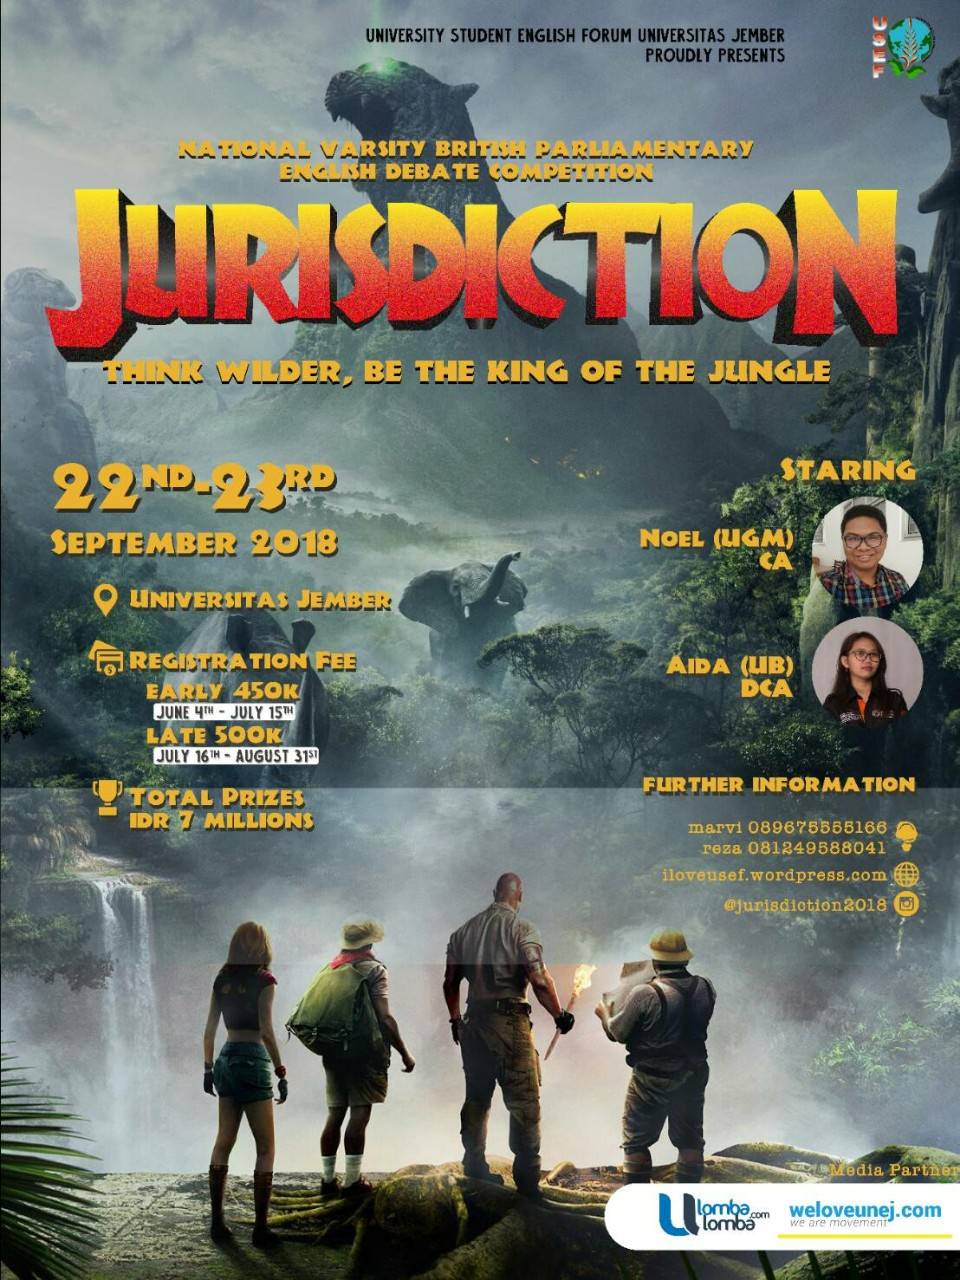 UNIVERSITY STUDENT ENGLISH FORUM UNIVERSITAS JEMBER
PROUDLY PRESENTS
USEF
NATIONAL VARSITY BRITISH PARLIAMENTARY
ENGLISH DEBATE COMPETITION
JURISDICTION
THINK WILDER, BE THE KING OF THE JUNGLE
22ND-23RD
SEPTEMBER 2018
UNIVERSITAS JEMBER
REGISTRATION FEE
EARLY 450K
JUNE 4TH - JULY 15TH
LATE 500K
JULY 16TH - AUGUST 31ST
TOTAL PRIZES
IDR 7 MILLIONS
STARING
NOEL (UGM)
CA
AIDA (UB)
DCA
FURTHER INFORMATION
marvi 089675555166
reza 081249588041
iloveusef.wordpress.com
@jurisdiction2018
Media Partner
lomba.com
lomba
weloveunej.com
we are movement